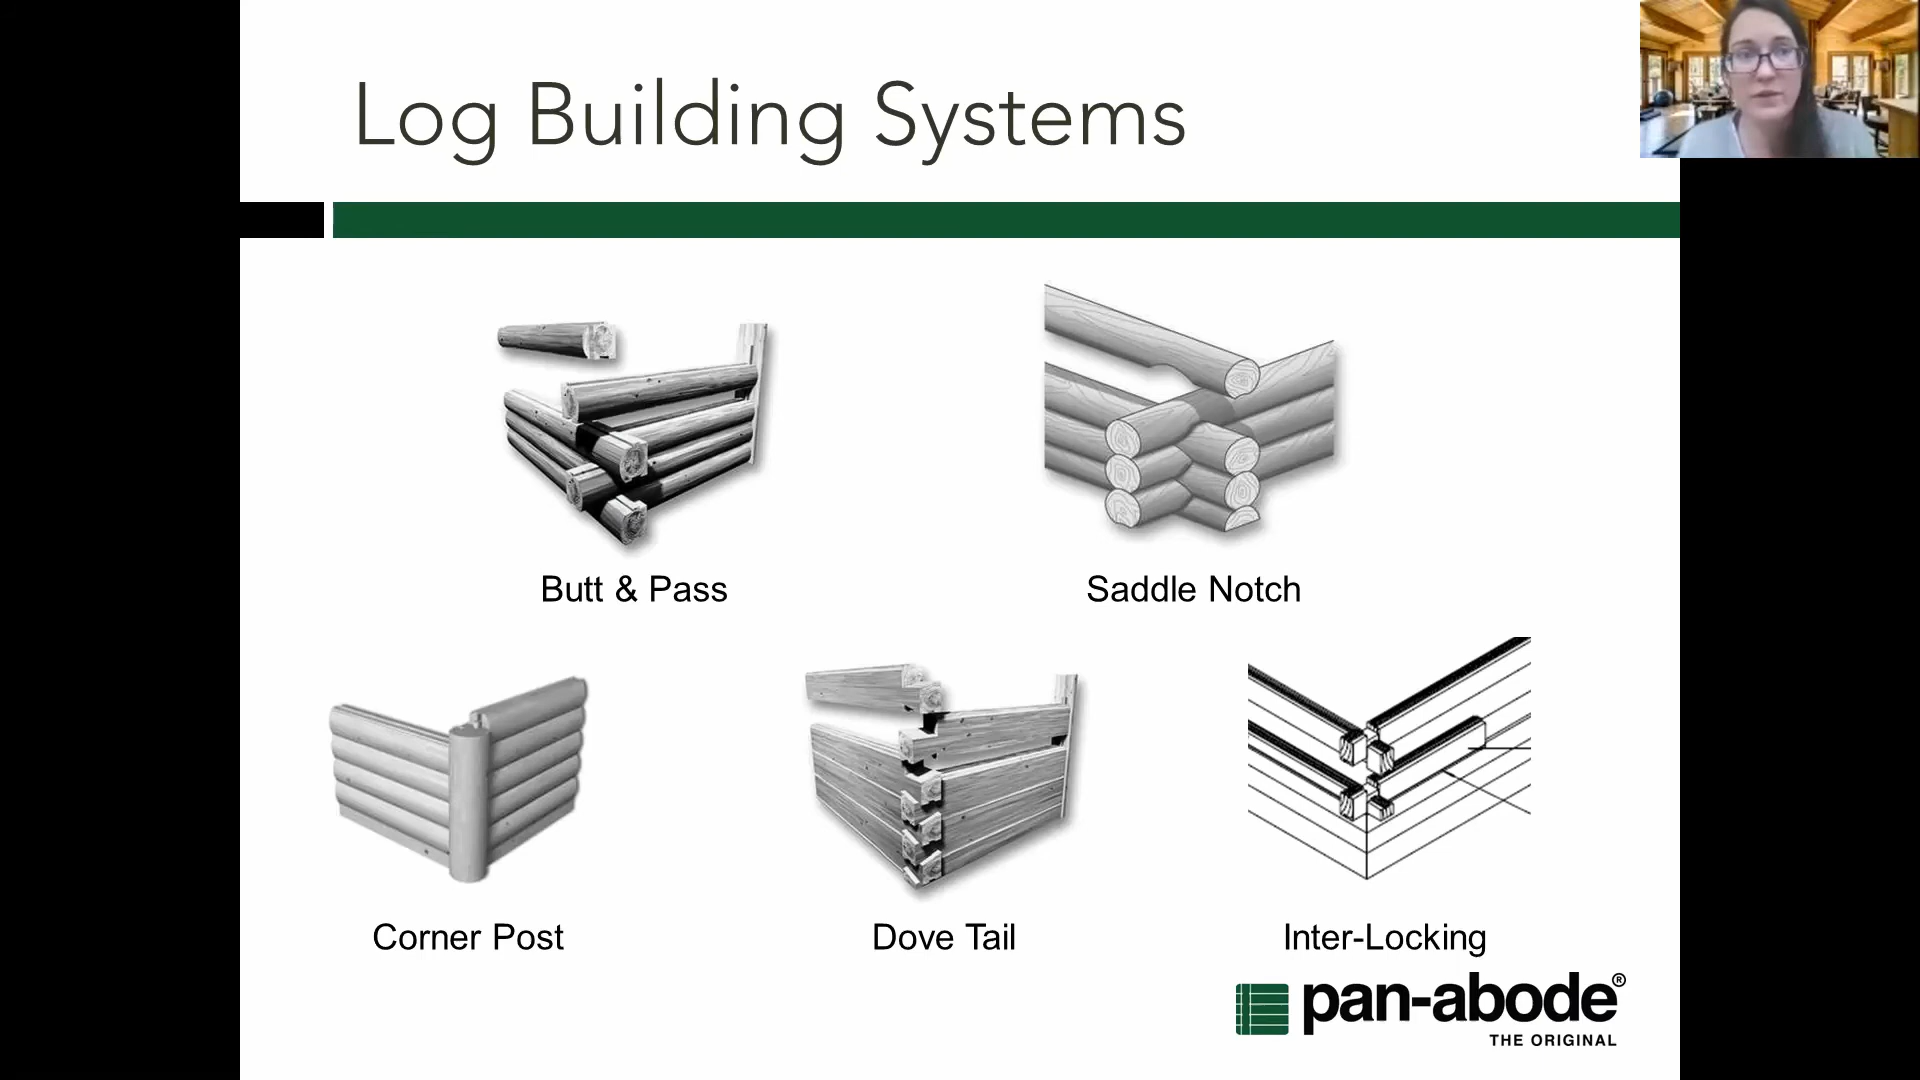 Log Building Systems
Butt & Pass
Saddle Notch
Corner Post
Dove Tail
Inter-Locking
pan-abode®
THE ORIGINAL